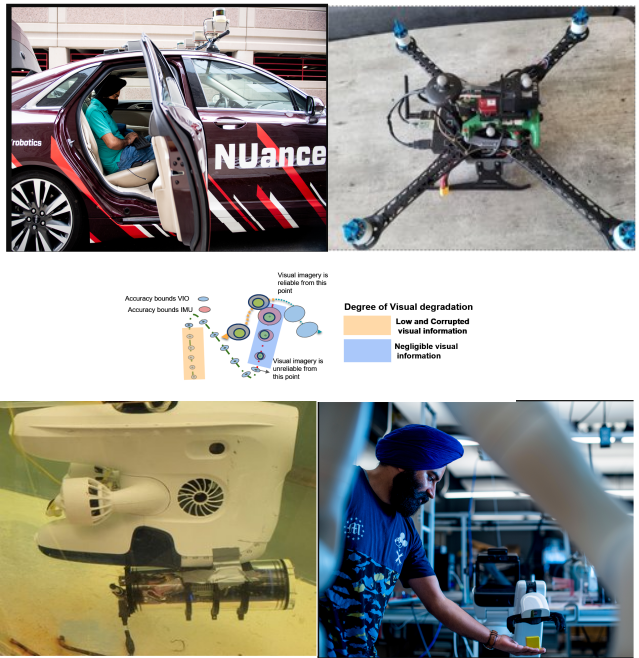 robotics
NUance
Visual imagery is
reliable from this
point
Accuracy bounds VIO
Accuracy bounds IMU
Visual imagery is
unreliable from
this point
Degree of Visual degradation
Low and Corrupted
visual information
Negligible visual
information